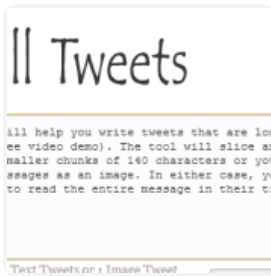 ll Tweets
ill help you write tweets that are lo
ee video demo). The tool will slice a
maller chunks of 140 characters or yo
ssages as an image. In either case, y
to read the entire message in their t
Text Tweets or 1 Image Tweet